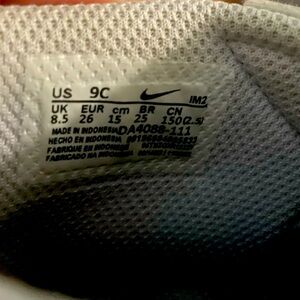 US 9C IM2
UK EUR cm BR CN
8.5 26 15 25 150(2.5)
MADE IN INDONESIA DA4088-111
HECHO EN INDONESIA
FABRIQUE EN INDONESIE
FABRICADO NA INDONESIA